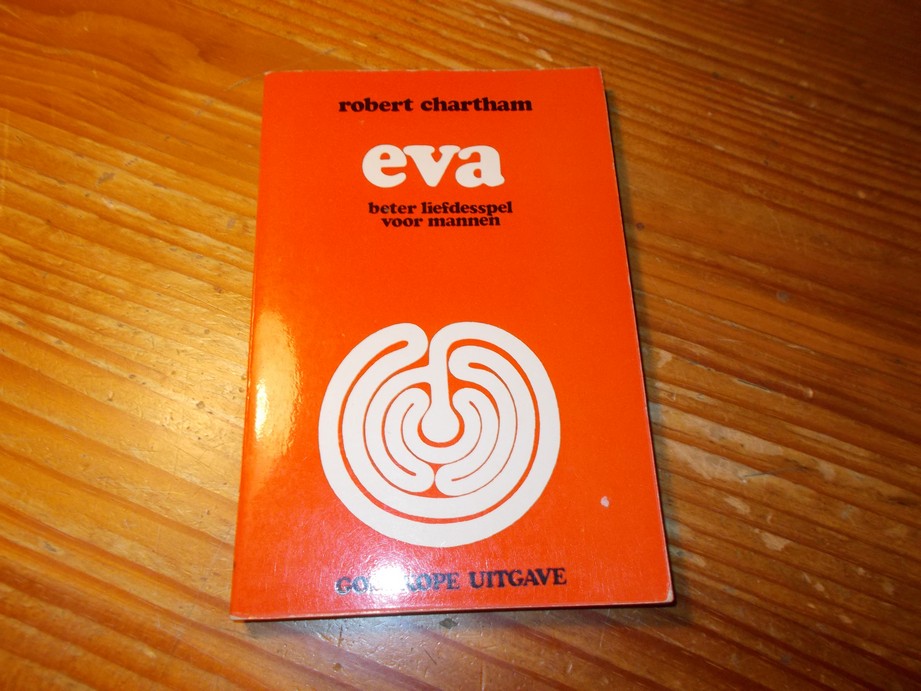 robert chartham
eva
beter liefdesspel
voor mannen
UITGAVE